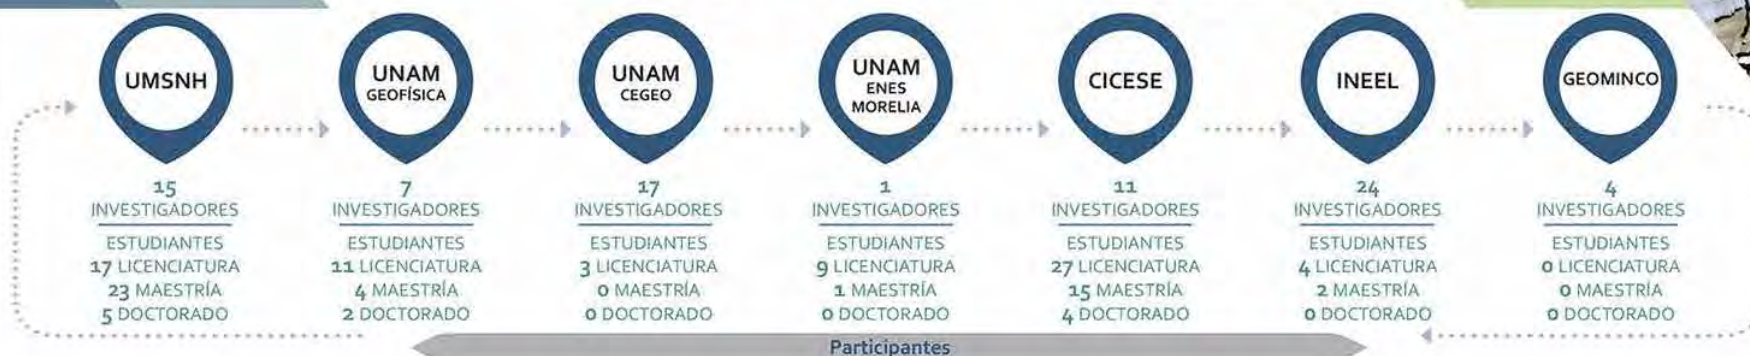 UMSNH
15
INVESTIGADORES
ESTUDIANTES
17 LICENCIATURA
23 MAESTRÍA
5 DOCTORADO
UNAM
GEOFÍSICA
7
INVESTIGADORES
ESTUDIANTES
11 LICENCIATURA
4 MAESTRÍA
2 DOCTORADO
UNAM
CEGEO
17
INVESTIGADORES
ESTUDIANTES
3 LICENCIATURA
0 MAESTRÍA
0 DOCTORADO
UNAM
ENES
MORELIA
1
INVESTIGADORES
ESTUDIANTES
9 LICENCIATURA
1 MAESTRÍA
0 DOCTORADO
CICESE
11
INVESTIGADORES
ESTUDIANTES
27 LICENCIATURA
15 MAESTRÍA
4 DOCTORADO
INEEL
24
INVESTIGADORES
ESTUDIANTES
4 LICENCIATURA
2 MAESTRÍA
0 DOCTORADO
GEOMINCO
4
INVESTIGADORES
ESTUDIANTES
0 LICENCIATURA
0 MAESTRÍA
0 DOCTORADO
Participantes